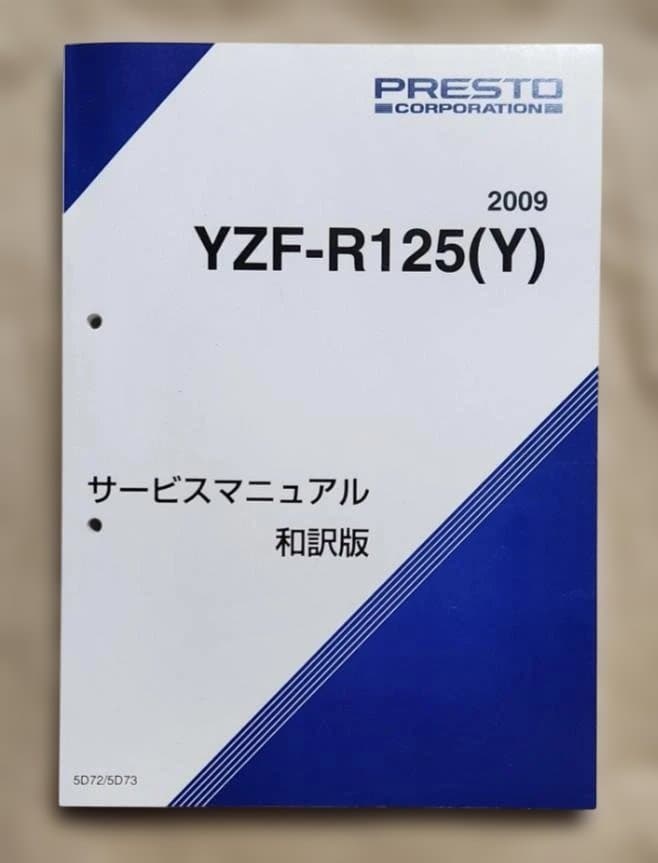 PRESTO
CORPORATION
2009
YZF-R125(Y)
サービスマニュアル
和訳版
5D72/5D73